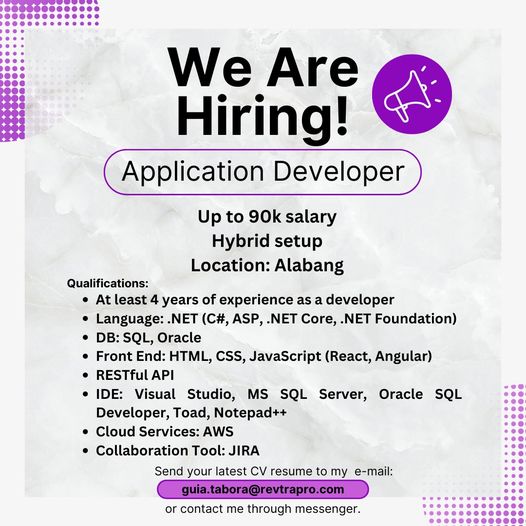 We Are
Hiring!
Application Developer
Up to 90k salary
Hybrid setup
Location: Alabang
Qualifications:
• At least 4 years of experience as a developer
• Language: .NET (C#, ASP, .NET Core, .NET Foundation)
• DB: SQL, Oracle
• Front End: HTML, CSS, JavaScript (React, Angular)
• RESTful API
• IDE: Visual Studio, MS SQL Server, Oracle SQL
Developer, Toad, Notepad++
• Cloud Services: AWS
• Collaboration Tool: JIRA
Send your latest CV resume to my e-mail:
guia.tabora@revtrapro.com
or contact me through messenger.